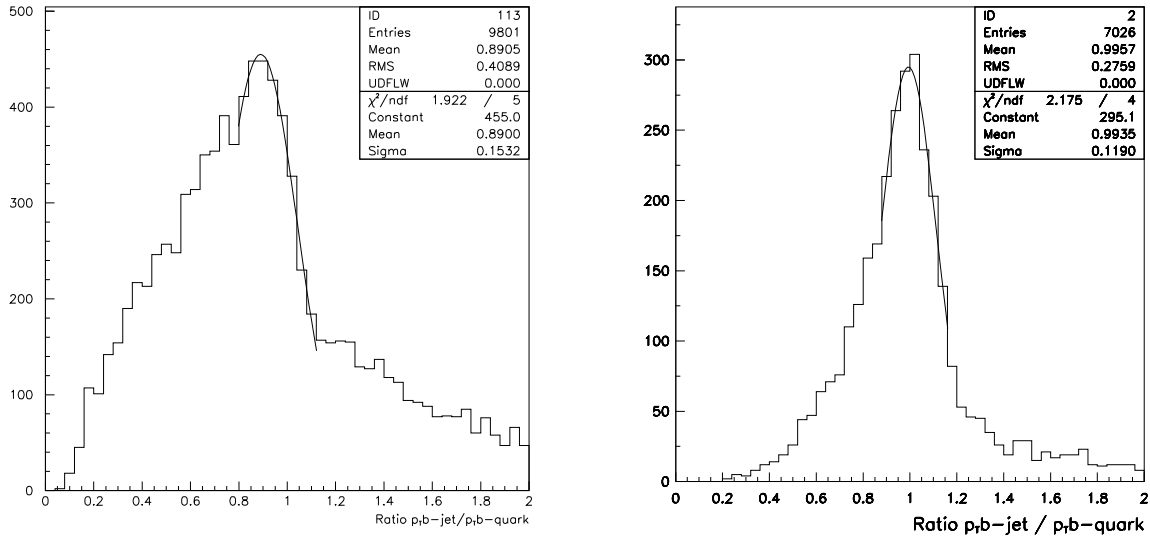 ID 113
Entries 9801
Mean 0.8905
RMS 0.4089
UDFLW 0.000
χ²/ndf 1.922 / 5
Constant 455.0
Mean 0.8900
Sigma 0.1532
500
400
300
200
100
0
0 0.2 0.4 0.6 0.8 1 1.2 1.4 1.6 1.8 2
Ratio pTb-jet/pTb-quark
ID 2
Entries 7026
Mean 0.9957
RMS 0.2759
UDFLW 0.000
χ²/ndf 2.175 / 4
Constant 295.1
Mean 0.9935
Sigma 0.1190
300
250
200
150
100
50
0
0 0.2 0.4 0.6 0.8 1 1.2 1.4 1.6 1.8 2
Ratio pTb-jet / pTb-quark